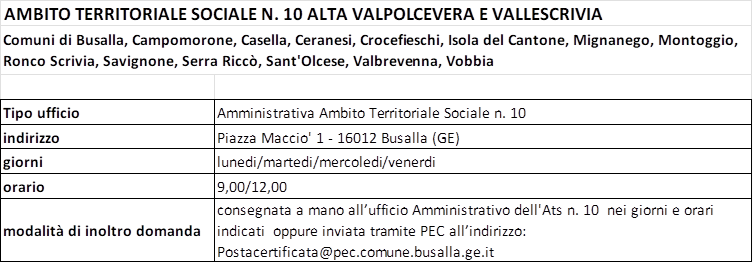 AMBITO TERRITORIALE SOCIALE N. 10 ALTA VALPOLCEVERA E VALLESCRIVIA
Comuni di Busalla, Campomorone, Casella, Ceranesi, Crocefieschi, Isola del Cantone, Mignanego, Montoggio,
Ronco Scrivia, Savignone, Serra Riccò, Sant'Olcese, Valbrevenna, Vobbia
Tipo ufficio Amministrativa Ambito Territoriale Sociale n. 10
indirizzo Piazza Maccio' 1 - 16012 Busalla (GE)
giorni lunedi/martedi/mercoledi/venerdi
orario 9,00/12,00
consegnata a mano all’ufficio Amministrativo dell'Ats n. 10 nei giorni e orari
modalità di inoltro domanda indicati oppure inviata tramite PEC all’indirizzo:
Postacertificata@pec.comune.busalla.ge.it